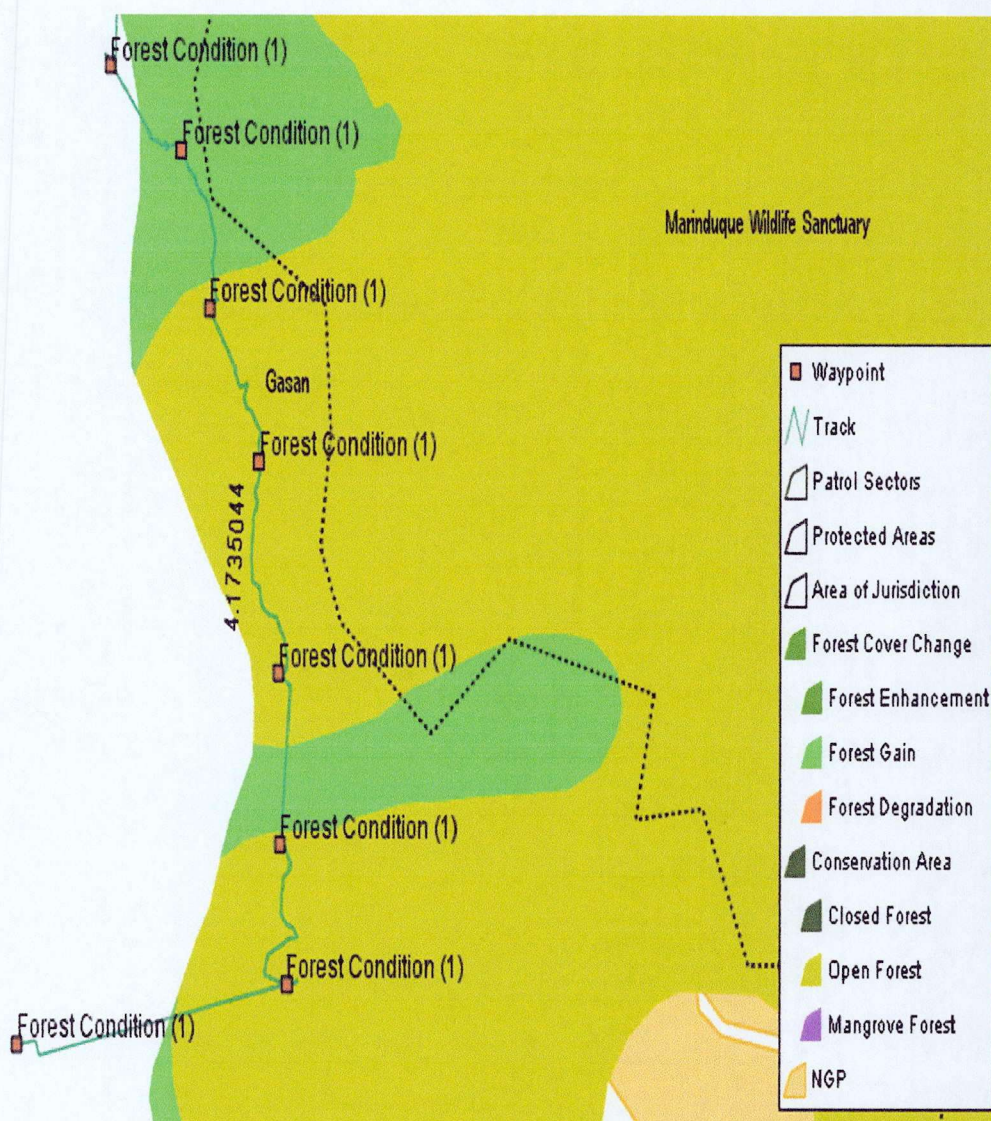 Forest Condition (1)
Forest Condition (1)
Marinduque Wildlife Sanctuary
Forest Condition (1)
Gasan
Forest Condition (1)
4.1735044
Forest Condition (1)
Forest Condition (1)
Forest Condition (1)
Forest Condition (1)
Waypoint
Track
Patrol Sectors
Protected Areas
Area of Jurisdiction
Forest Cover Change
Forest Enhancement
Forest Gain
Forest Degradation
Conservation Area
Closed Forest
Open Forest
Mangrove Forest
NGP